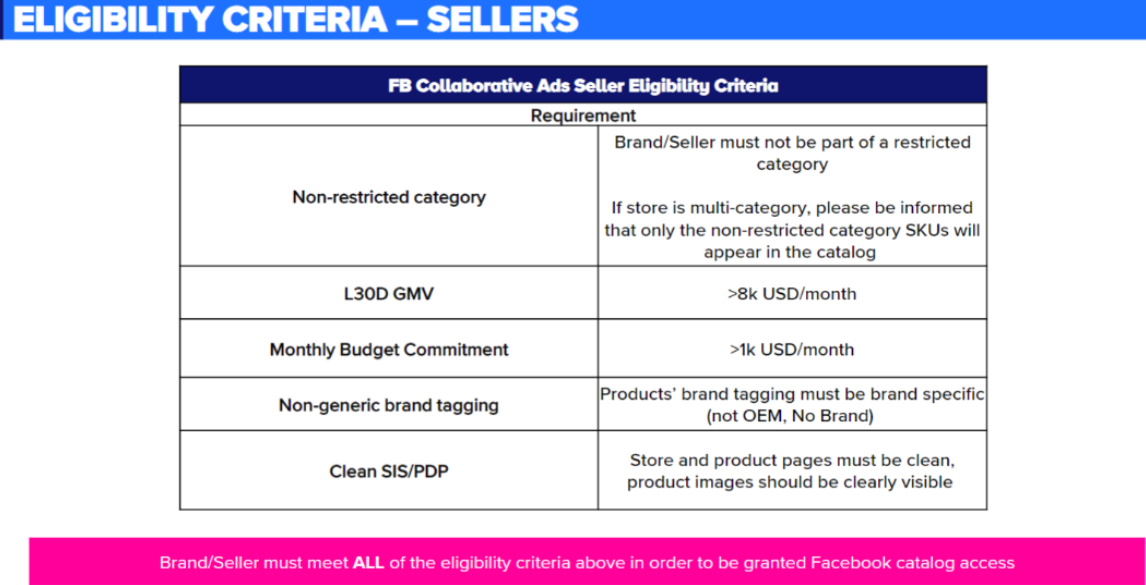 ELIGIBILITY CRITERIA – SELLERS
FB Collaborative Ads Seller Eligibility Criteria
Requirement
Non-restricted category
Brand/Seller must not be part of a restricted
category
If store is multi-category, please be informed
that only the non-restricted category SKUs will
appear in the catalog
L30D GMV
>8k USD/month
Monthly Budget Commitment
>1k USD/month
Non-generic brand tagging
Products’ brand tagging must be brand specific
(not OEM, No Brand)
Clean SIS/PDP
Store and product pages must be clean,
product images should be clearly visible
Brand/Seller must meet ALL of the eligibility criteria above in order to be granted Facebook catalog access